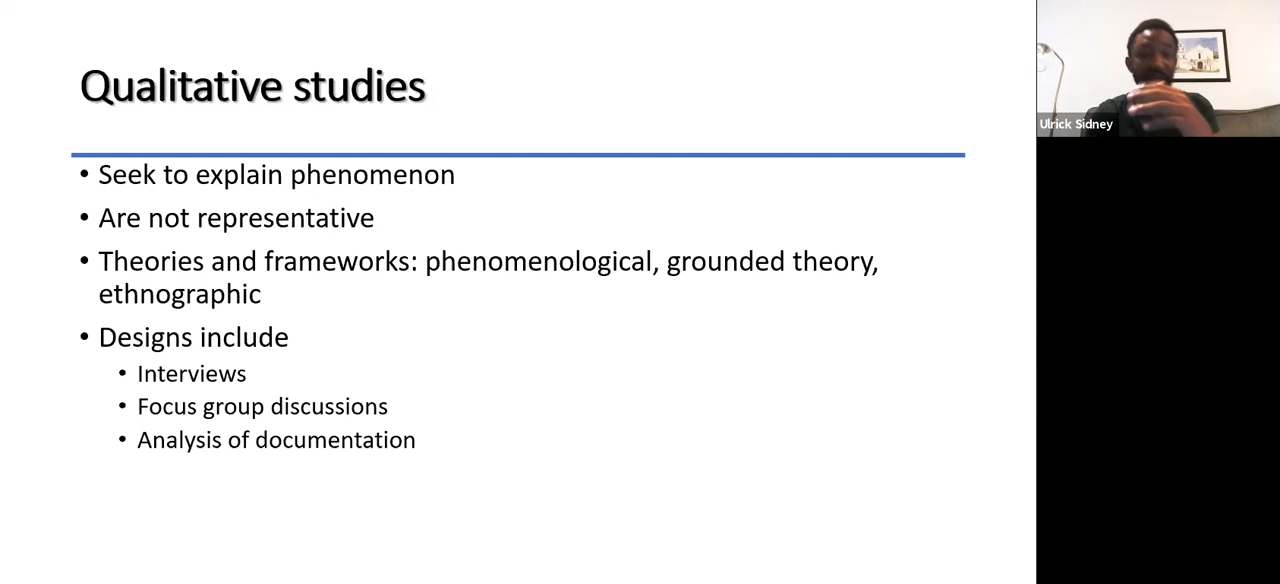 Qualitative studies
• Seek to explain phenomenon
• Are not representative
• Theories and frameworks: phenomenological, grounded theory,
ethnographic
• Designs include
• Interviews
• Focus group discussions
• Analysis of documentation
Ulrick Sidney